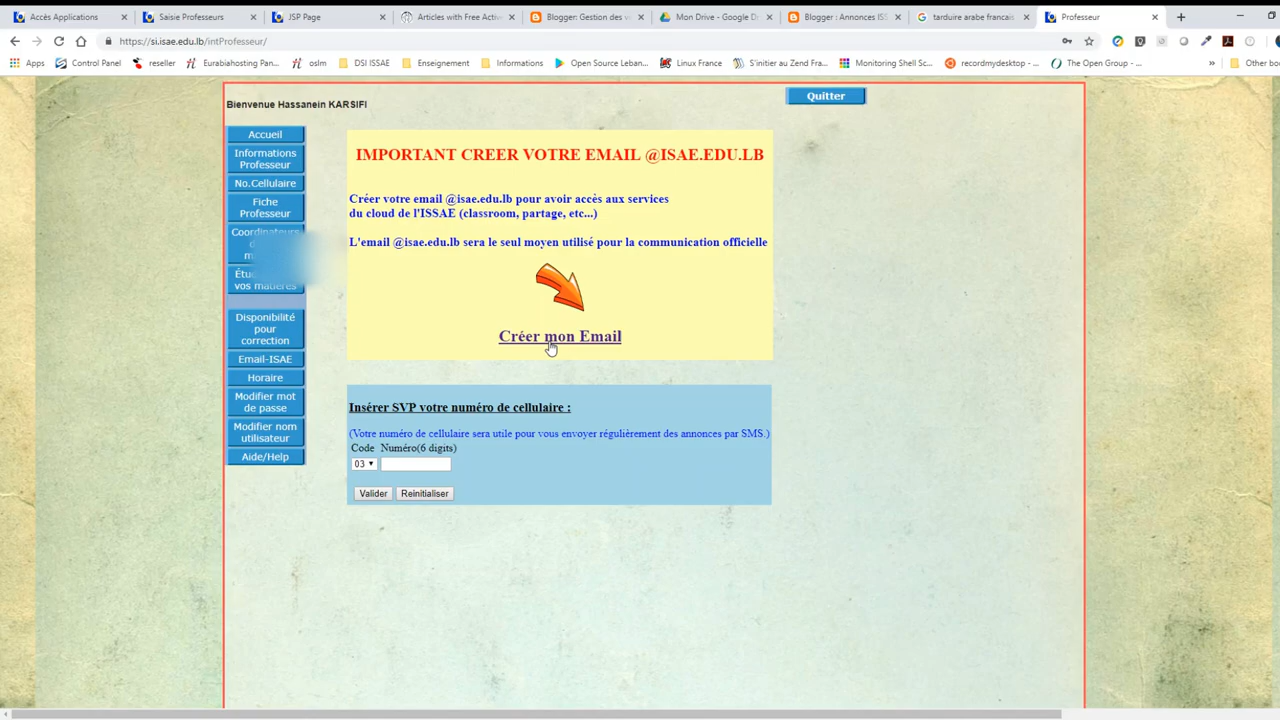 Accès Applications
Saisie Professeurs
JSP Page
Articles with Free Activ
Blogger: Gestion des v
Mon Drive - Google D
Blogger : Annonces ISS
tarduire arabe francais
Professeur
https://si.isae.edu.lb/intProfesseur/
Apps
Control Panel
reseller
Eurabiahosting Pan...
oslm
DSI ISSAE
Enseignement
Informations
Open Source Leban...
Linux France
S'initier au Zend Fra...
Monitoring Shell Sc...
recordmydesktop - ...
The Open Group - ...
»
Other bo
Bienvenue Hassanein KARSIFI
Quitter
Accueil
Informations
Professeur
No.Cellulaire
Fiche
Professeur
Coordinateurs
vos matières
Disponibilité
pour
correction
Email-ISAE
Horaire
Modifier mot
de passe
Modifier nom
utilisateur
Aide/Help
IMPORTANT CREER VOTRE EMAIL @ISAE.EDU.LB
Créer votre email @isae.edu.lb pour avoir accès aux services
du cloud de l'ISSAE (classroom, partage, etc...)
L'email @isae.edu.lb sera le seul moyen utilisé pour la communication officielle
Créer mon Email
Insérer SVP votre numéro de cellulaire :
(Votre numéro de cellulaire sera utile pour vous envoyer régulièrement des annonces par SMS.)
Code Numéro(6 digits)
03
Valider Reinitialiser